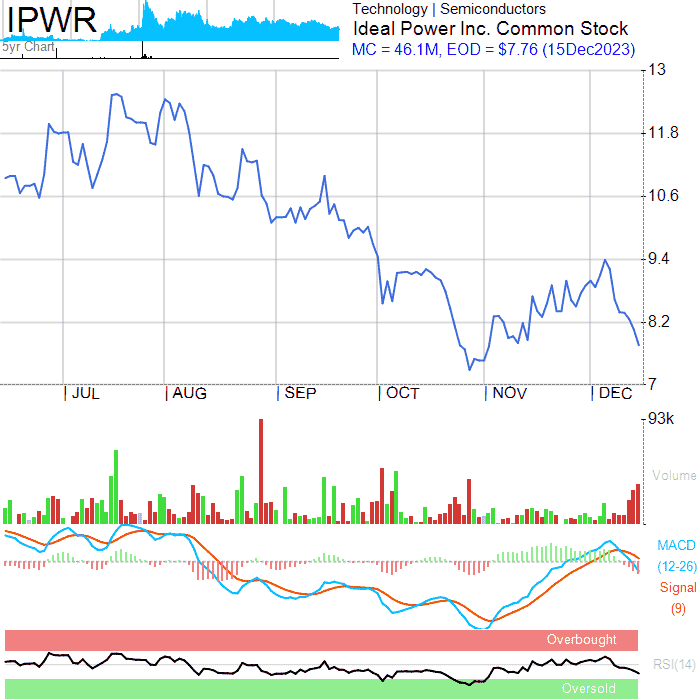 IPWR
5yr Chart
Technology | Semiconductors
Ideal Power Inc. Common Stock
MC = 46.1M, EOD = $7.76 (15Dec2023)
13
11.8
10.6
9.4
8.2
7
JUL AUG SEP OCT NOV DEC
93k
Volume
MACD
(12-26)
Signal
(9)
Overbought
RSI(14)
Oversold